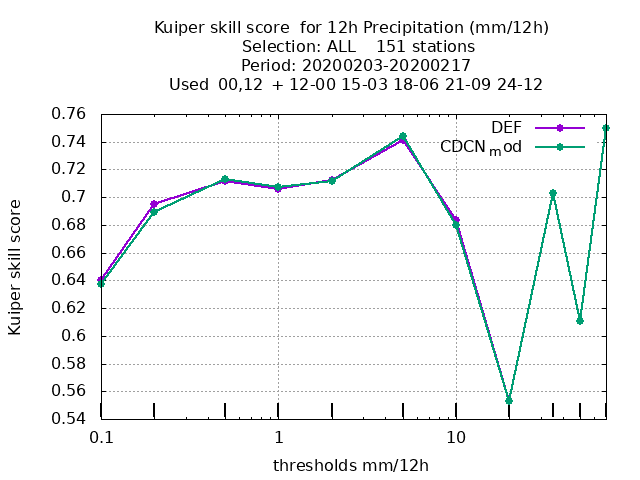 Kuiper skill score  for 12h Precipitation (mm/12h)
Selection: ALL    151 stations
Period: 20200203-20200217
Used  00,12  + 12-00 15-03 18-06 21-09 24-12
DEF
CDCN_mod
Kuiper skill score
0.76
0.74
0.72
0.7
0.68
0.66
0.64
0.62
0.6
0.58
0.56
0.54
0.1
1
10
thresholds mm/12h